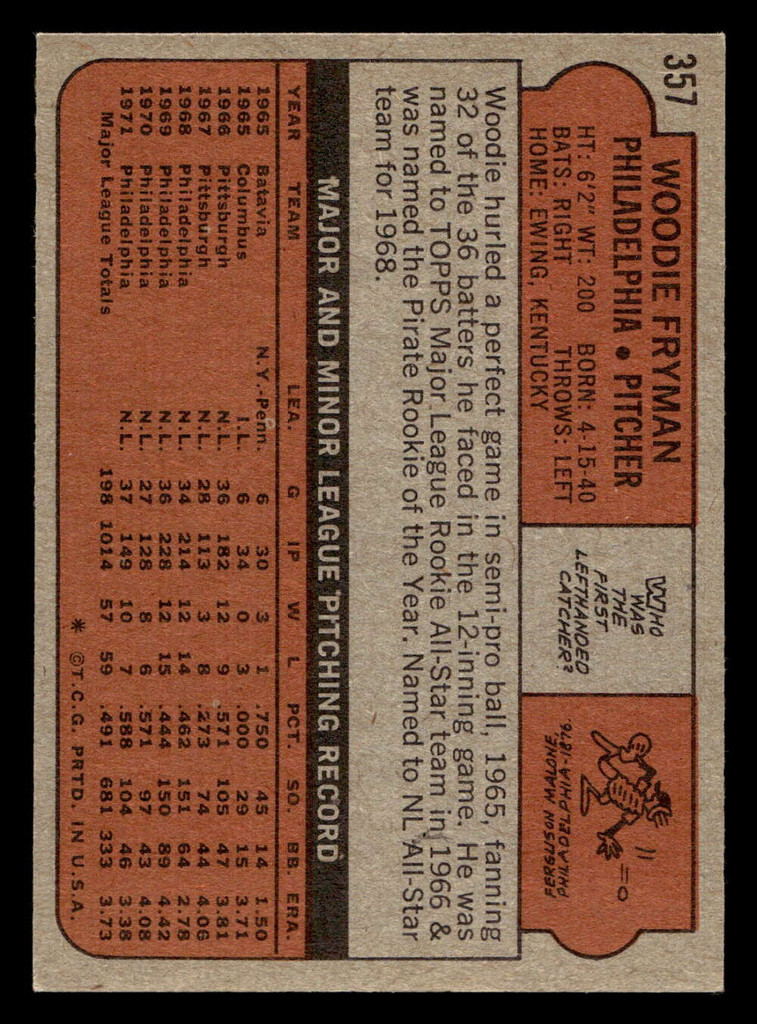 357
WOODIE FRYMAN
PHILADELPHIA • PITCHER
HT: 6'2" WT: 200 BORN: 4-15-40
BATS: RIGHT THROWS: LEFT
HOME: EWING, KENTUCKY
WHO
WAS
THE
FIRST
LEFTHANDED
CATCHER?
FERGUSON MALONE
PHILADELPHIA-1876
Woodie hurled a perfect game in semi-pro ball, 1965, fanning
32 of the 36 batters he faced in the 12-inning game. He was
named to TOPPS Major League Rookie All-Star team in 1966 &
was named the Pirate Rookie of the Year. Named to NL All-Star
team for 1968.
MAJOR AND MINOR LEAGUE PITCHING RECORD
YEAR TEAM LEA. G IP W L PCT. SO. BB. ERA.
1965 Batavia N.Y.-Penn. 6 30 3 1 .750 45 14 1.50
1965 Columbus I.L. 6 34 0 3 .000 29 15 3.71
1966 Pittsburgh N.L. 36 182 12 9 .571 105 47 3.81
1967 Pittsburgh N.L. 28 113 3 8 .273 74 44 4.06
1968 Philadelphia N.L. 34 214 12 14 .462 151 64 2.78
1969 Philadelphia N.L. 36 228 12 15 .444 150 89 4.42
1970 Philadelphia N.L. 27 128 8 6 .571 97 43 4.08
1971 Philadelphia N.L. 37 149 10 7 .588 104 46 3.38
Major League Totals 198 1014 57 59 .491 681 333 3.73
* ©T.C.G. PRTD. IN U.S.A.